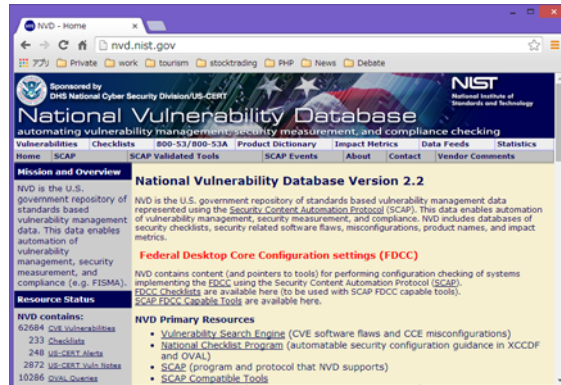 NVD - Home
nvd.nist.gov
アプリ Private work tourism stocktrading PHP News Debate
Sponsored by
DHS National Cyber Security Division/US-CERT
NIST
National Institute of
Standards and Technology
National Vulnerability Database
automating vulnerability management, security measurement, and compliance checking
Vulnerabilities Checklists 800-53/800-53A Product Dictionary Impact Metrics Data Feeds Statistics
Home SCAP SCAP Validated Tools SCAP Events About Contact Vendor Comments
Mission and Overview
NVD is the U.S.
government repository of
standards based
vulnerability management
data. This data enables
automation of
vulnerability
management, security
measurement, and
compliance (e.g. FISMA).
Resource Status
NVD contains:
62684 CVE Vulnerabilities
233 Checklists
248 US-CERT Alerts
2872 US-CERT Vuln Notes
10286 OVAL Queries
National Vulnerability Database Version 2.2
NVD is the U.S. government repository of standards based vulnerability management data
represented using the Security Content Automation Protocol (SCAP). This data enables automation
of vulnerability management, security measurement, and compliance. NVD includes databases of
security checklists, security related software flaws, misconfigurations, product names, and impact
metrics.
Federal Desktop Core Configuration settings (FDCC)
NVD contains content (and pointers to tools) for performing configuration checking of systems
implementing the FDCC using the Security Content Automation Protocol (SCAP).
FDCC Checklists are available here (to be used with SCAP FDCC capable tools).
SCAP FDCC Capable Tools are available here.
NVD Primary Resources
• Vulnerability Search Engine (CVE software flaws and CCE misconfigurations)
• National Checklist Program (automatable security configuration guidance in XCCDF
and OVAL)
• SCAP (program and protocol that NVD supports)
• SCAP Compatible Tools